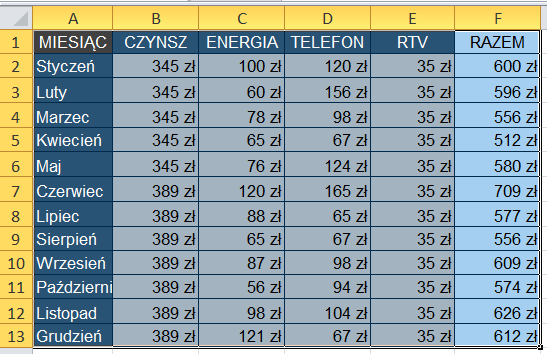 A B C D E F
1 MIESIĄC CZYNSZ ENERGIA TELEFON RTV RAZEM
2 Styczeń 345 zł 100 zł 120 zł 35 zł 600 zł
3 Luty 345 zł 60 zł 156 zł 35 zł 596 zł
4 Marzec 345 zł 78 zł 98 zł 35 zł 556 zł
5 Kwiecień 345 zł 65 zł 67 zł 35 zł 512 zł
6 Maj 345 zł 76 zł 124 zł 35 zł 580 zł
7 Czerwiec 389 zł 120 zł 165 zł 35 zł 709 zł
8 Lipiec 389 zł 88 zł 65 zł 35 zł 577 zł
9 Sierpień 389 zł 65 zł 67 zł 35 zł 556 zł
10 Wrzesień 389 zł 87 zł 98 zł 35 zł 609 zł
11 Październi 389 zł 56 zł 94 zł 35 zł 574 zł
12 Listopad 389 zł 98 zł 104 zł 35 zł 626 zł
13 Grudzień 389 zł 121 zł 67 zł 35 zł 612 zł